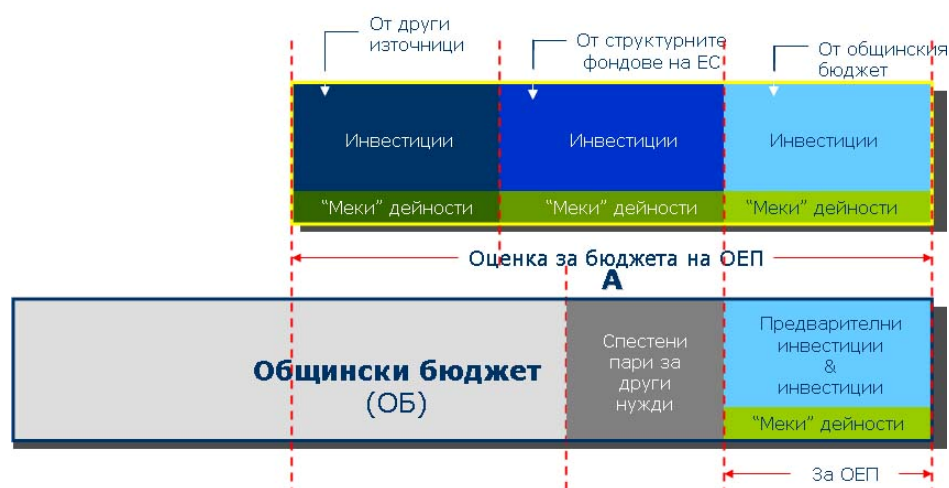 От други
източници
От структурните
фондове на ЕС
От общинския
бюджет
Инвестиции
Инвестиции
Инвестиции
"Меки" дейности
"Меки" дейности
"Меки" дейности
Оценка за бюджета на ОЕП
А
Общински бюджет
(ОБ)
Спестени
пари за
други
нужди
Предварителни
инвестиции
&
инвестиции
"Меки" дейности
За ОЕП